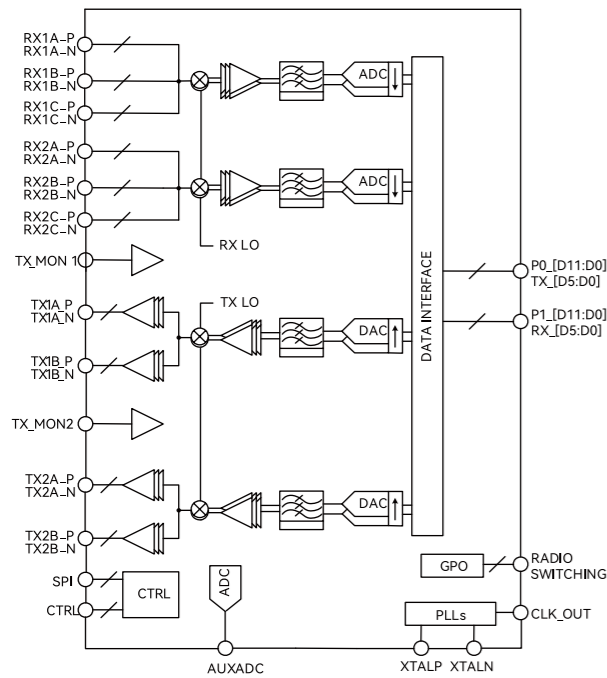 RX1A_P
RX1A_N
RX1B_P
RX1B_N
RX1C_P
RX1C_N
ADC
RX2A_P
RX2A_N
RX2B_P
RX2B_N
RX2C_P
RX2C_N
ADC
RX LO
TX_MON 1
TX LO
TX1A_P
TX1A_N
TX1B_P
TX1B_N
DAC
DATA INTERFACE
P0_[D11:D0]
TX_[D5:D0]
P1_[D11:D0]
RX_[D5:D0]
TX_MON2
TX2A_P
TX2A_N
TX2B_P
TX2B_N
DAC
SPI
CTRL
CTRL
ADC
AUXADC
GPO
RADIO
SWITCHING
PLLs
CLK_OUT
XTALP
XTALN